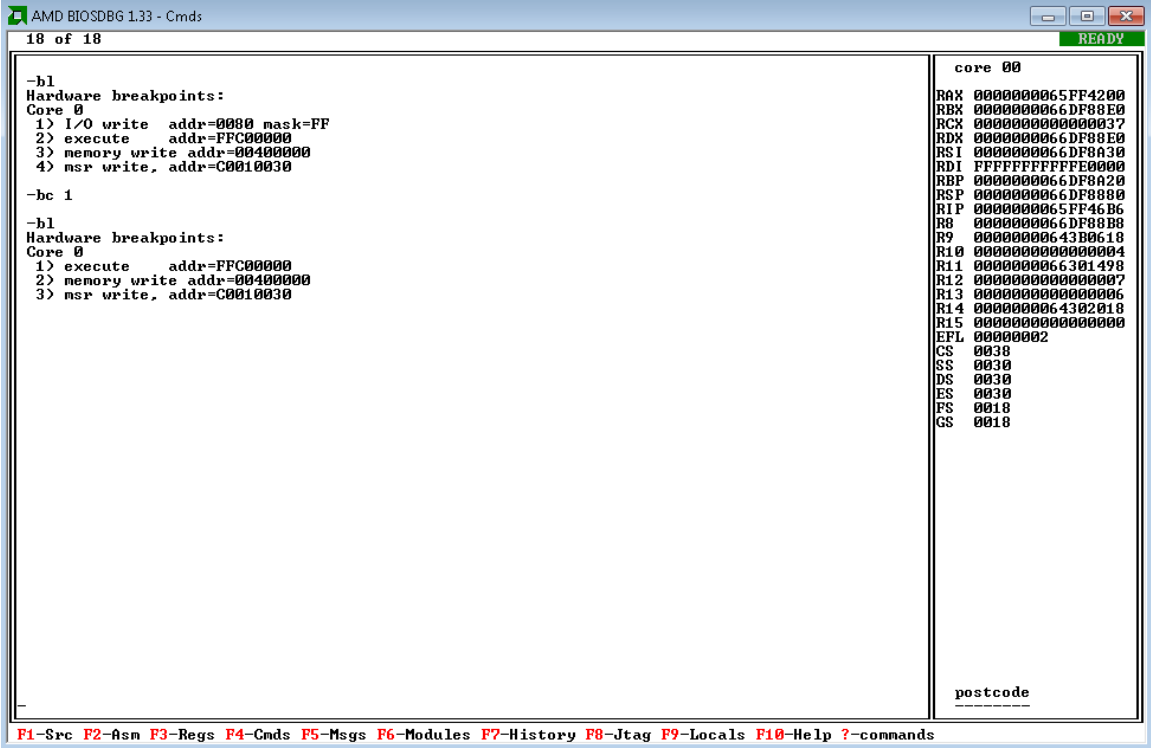 AMD BIOSDBG 1.33 - Cmds
18 of 18
READY
-bl
Hardware breakpoints:
Core 0
1) I/O write  addr=0080 mask=FF
2) execute    addr=FFC00000
3) memory write addr=00400000
4) msr write, addr=C0010030
-bc 1
-bl
Hardware breakpoints:
Core 0
1) execute    addr=FFC00000
2) memory write addr=00400000
3) msr write, addr=C0010030
-
core 00
RAX 0000000065FF4200
RBX 0000000066DF88E0
RCX 0000000000000037
RDX 0000000066DF88E0
RSI 0000000066DF8A30
RDI FFFFFFFFFFFE0000
RBP 0000000066DF8A20
RSP 0000000066DF8880
RIP 0000000065FF46B6
R8  0000000066DF88B8
R9  00000000643B0618
R10 0000000000000004
R11 0000000066301498
R12 0000000000000007
R13 0000000000000006
R14 0000000064302018
R15 0000000000000000
EFL 00000002
CS  0038
SS  0030
DS  0030
ES  0030
FS  0018
GS  0018
postcode
--------
F1-Src F2-Asm F3-Regs F4-Cmds F5-Msgs F6-Modules F7-History F8-Jtag F9-Locals F10-Help ?-commands